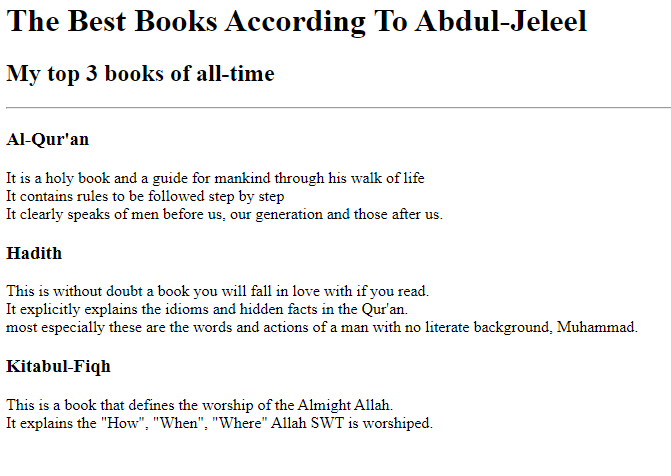 The Best Books According To Abdul-Jeleel
My top 3 books of all-time
Al-Qur'an
It is a holy book and a guide for mankind through his walk of life
It contains rules to be followed step by step
It clearly speaks of men before us, our generation and those after us.
Hadith
This is without doubt a book you will fall in love with if you read.
It explicitly explains the idioms and hidden facts in the Qur'an.
most especially these are the words and actions of a man with no literate background, Muhammad.
Kitabul-Fiqh
This is a book that defines the worship of the Almight Allah.
It explains the "How", "When", "Where" Allah SWT is worshiped.